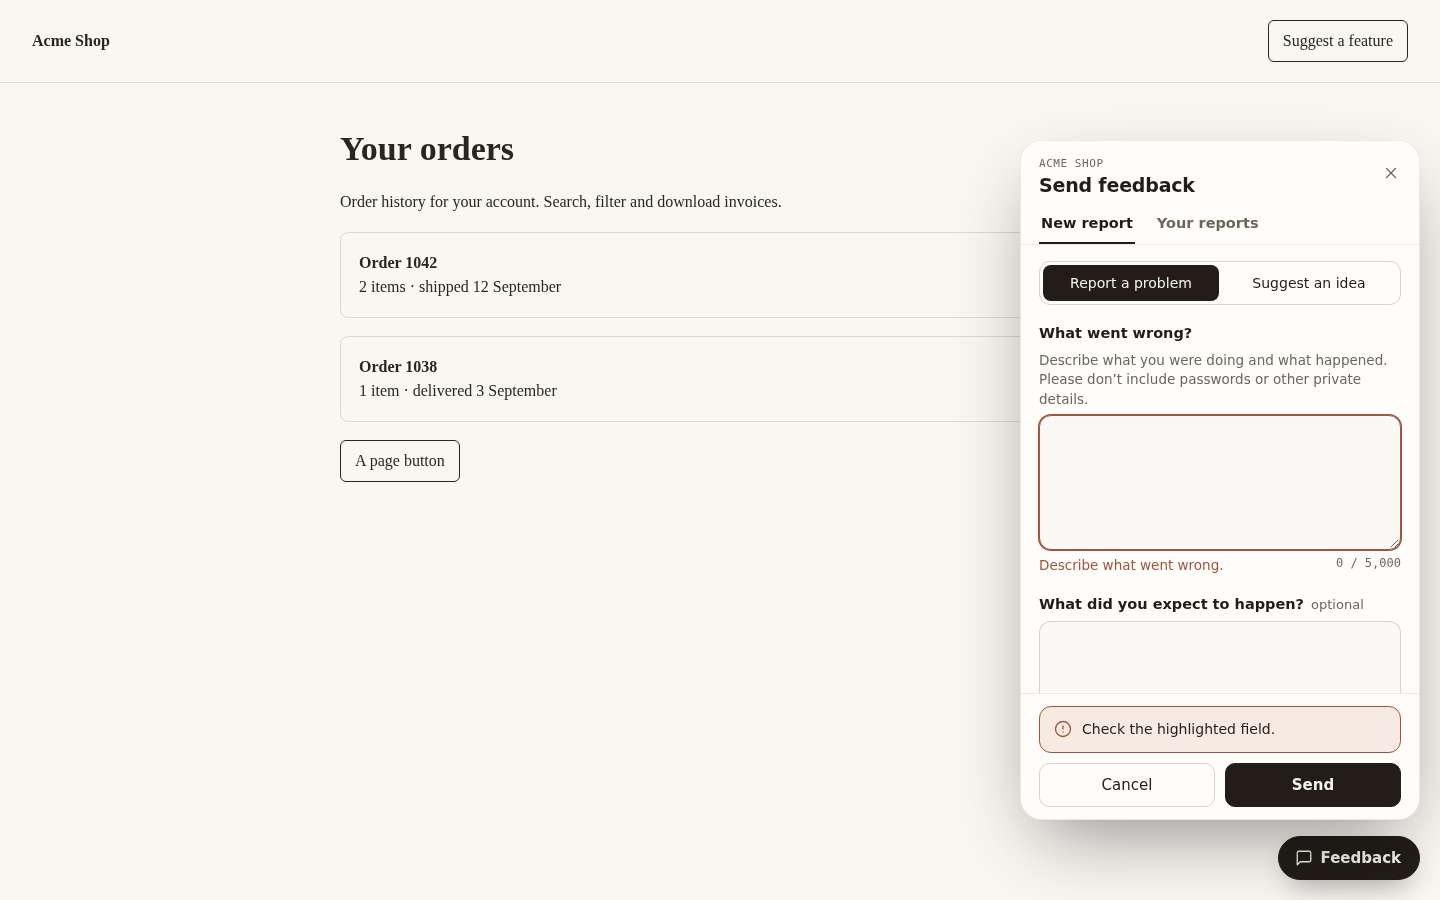 Acme Shop
Suggest a feature
Your orders
Order history for your account. Search, filter and download invoices.
Order 1042
2 items · shipped 12 September
Order 1038
1 item · delivered 3 September
A page button
ACME SHOP
Send feedback
New report
Your reports
Report a problem
Suggest an idea
What went wrong?
Describe what you were doing and what happened.
Please don’t include passwords or other private
details.
Describe what went wrong.
0 / 5,000
What did you expect to happen? optional
Check the highlighted field.
Cancel
Send
Feedback